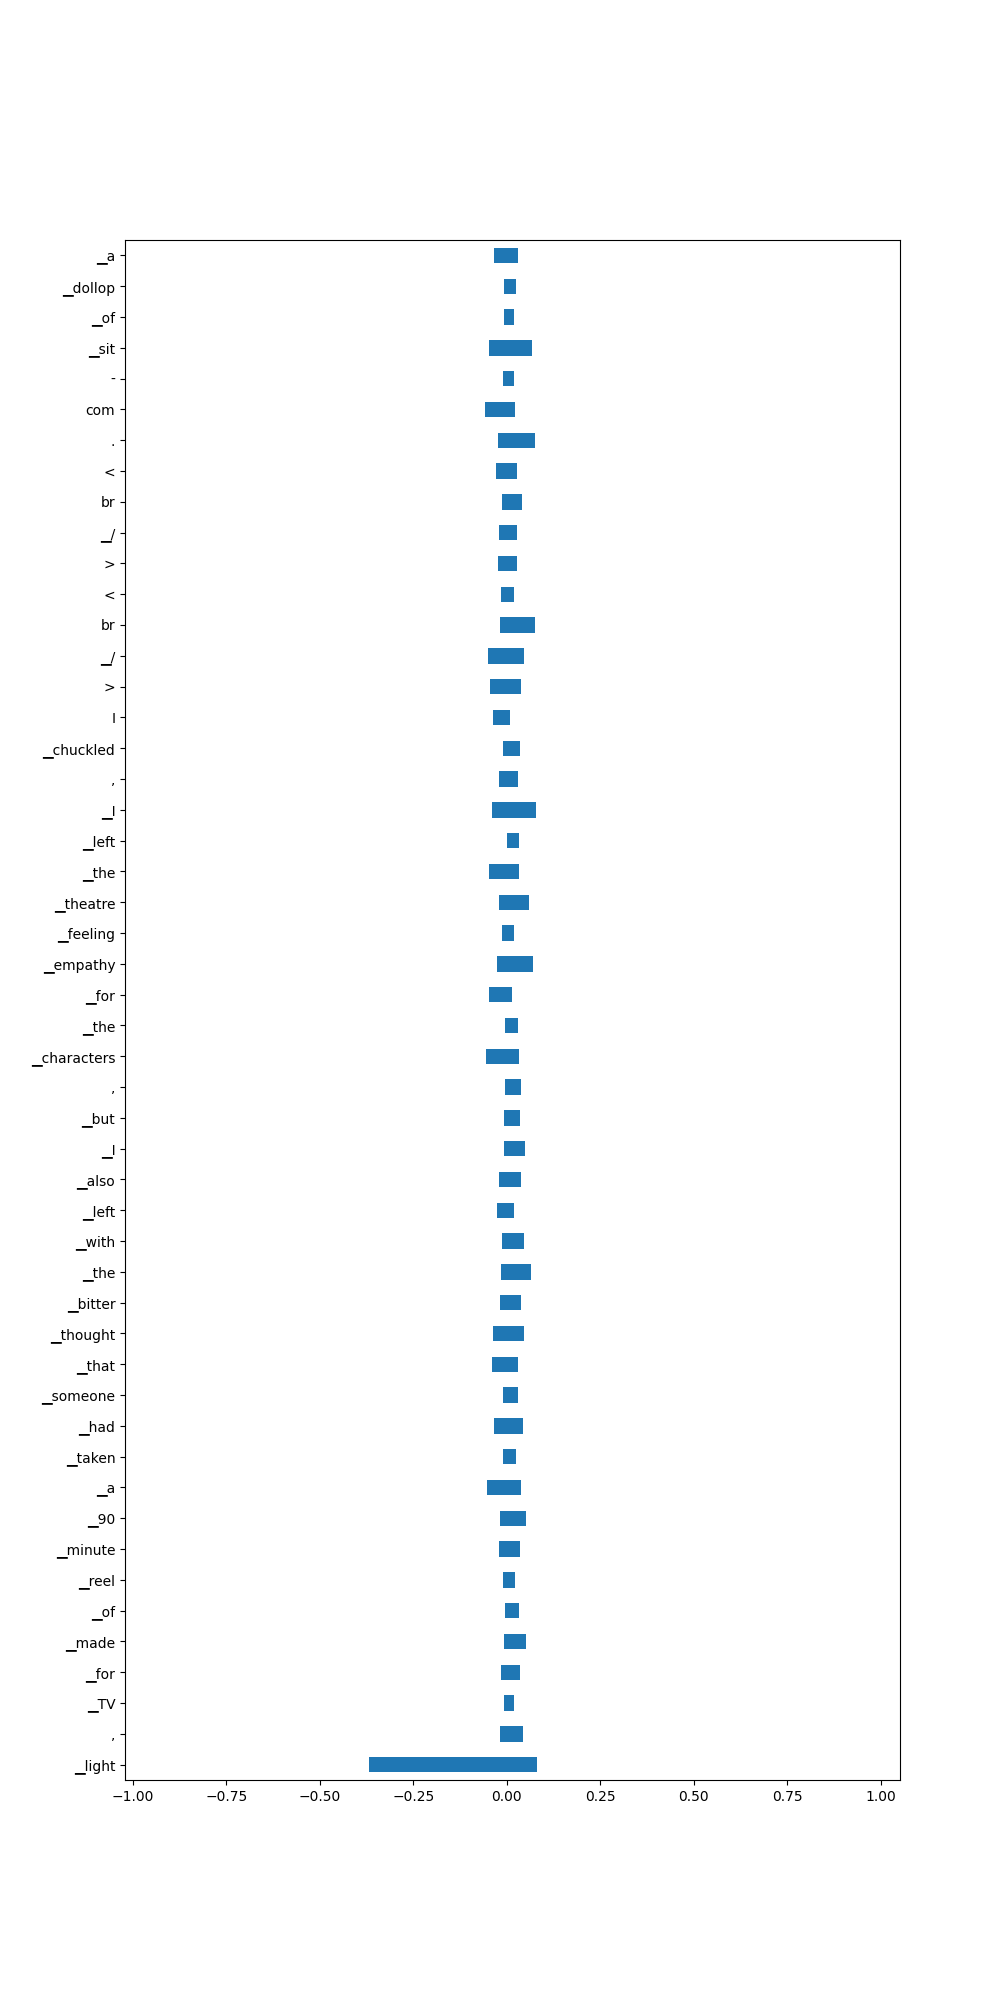 _a
_dollop
_of
_sit
-
com
.
<
br
_/
>
<
br
_/
>
I
_chuckled
,
_I
_left
_the
_theatre
_feeling
_empathy
_for
_the
_characters
,
_but
_I
_also
_left
_with
_the
_bitter
_thought
_that
_someone
_had
_taken
_a
_90
_minute
_reel
_of
_made
_for
_TV
,
_light
−1.00 −0.75 −0.50 −0.25 0.00 0.25 0.50 0.75 1.00